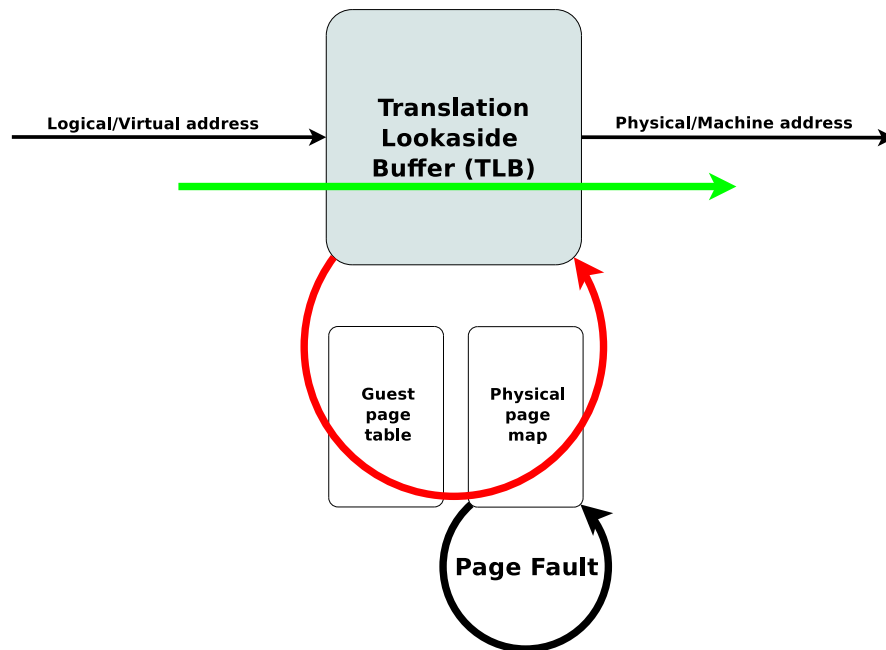 Logical/Virtual address
Translation
Lookaside
Buffer (TLB)
Physical/Machine address
Guest
page
table
Physical
page
map
Page Fault